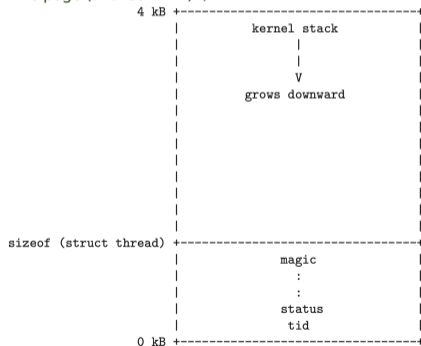 4 kB +---------------------------------+
kernel stack
|
|
V
grows downward
sizeof (struct thread) +---------------------------------+
magic
:
:
status
tid
0 kB +---------------------------------+